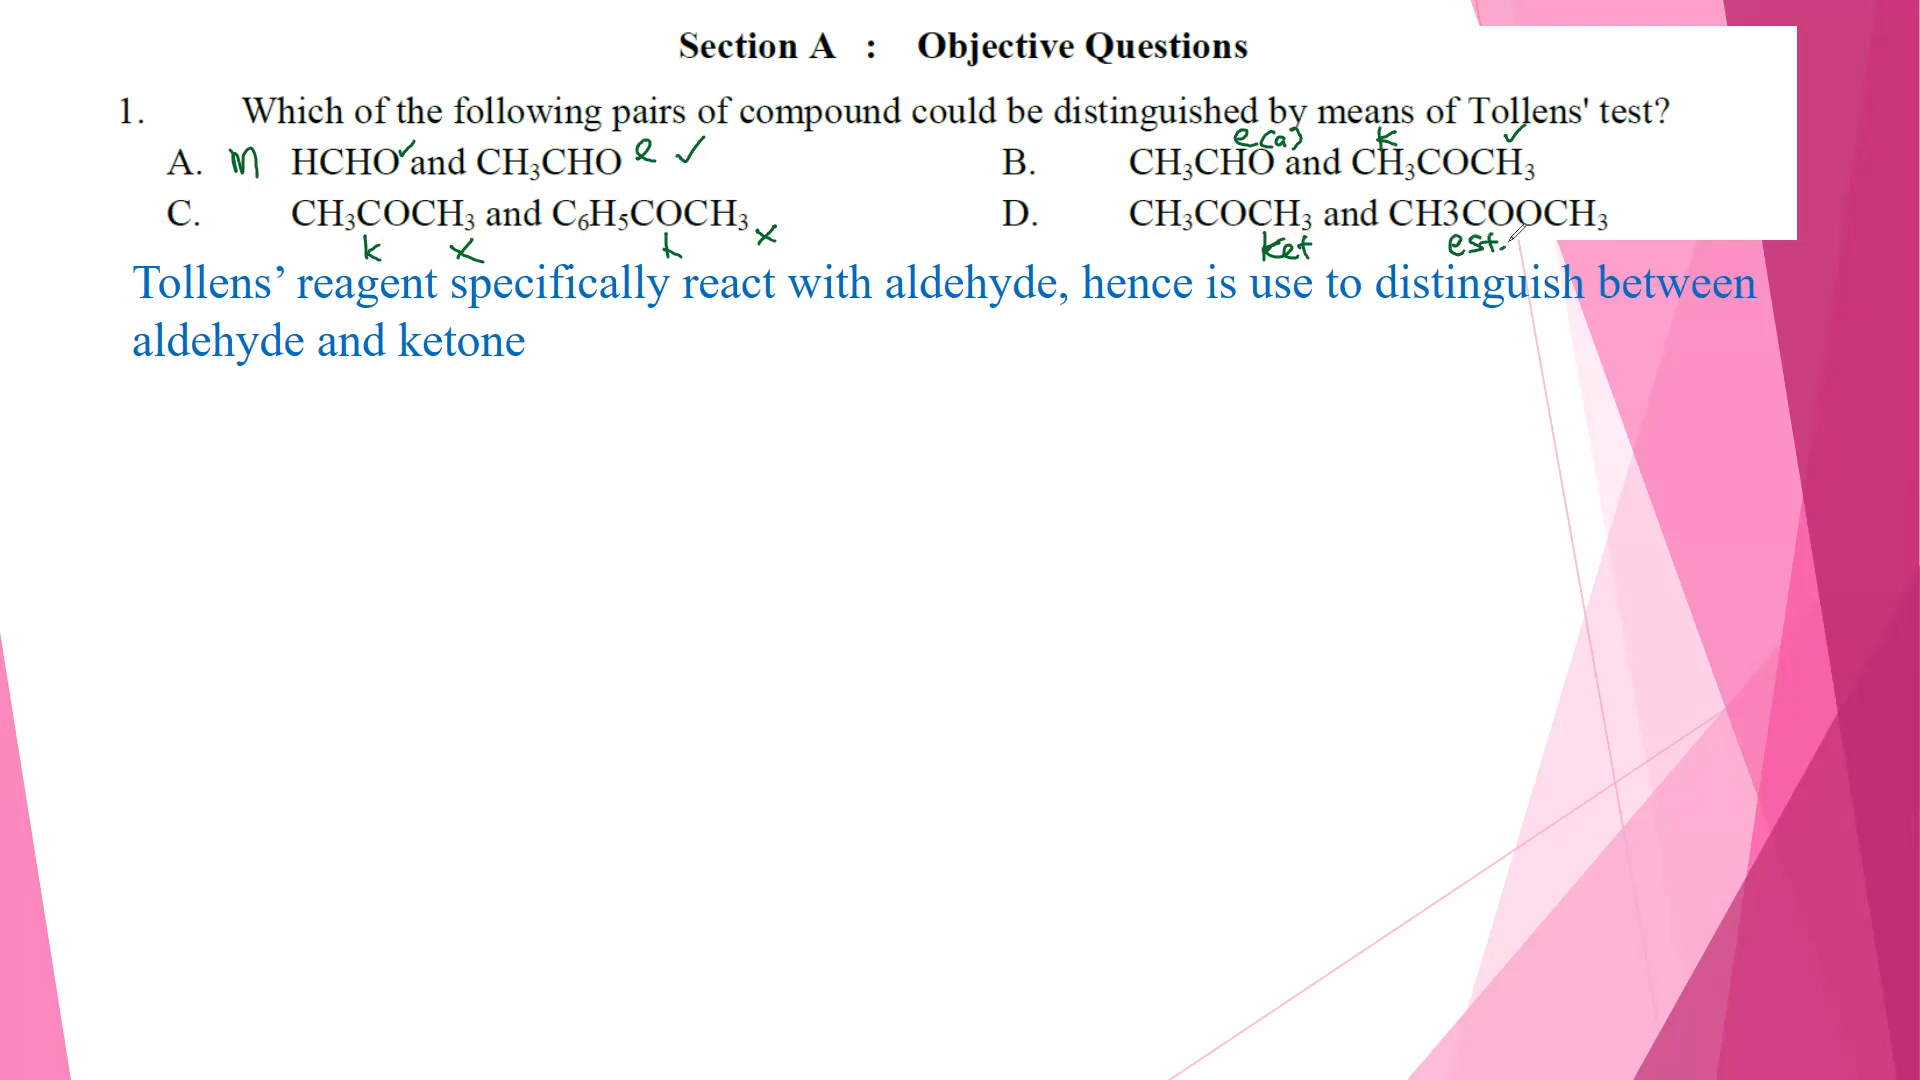 Section A : Objective Questions
1. Which of the following pairs of compound could be distinguished by means of Tollens' test?
e(a) k ✓
A. m HCHO✓ and CH₃CHO e ✓ B. CH₃CHO and CH₃COCH₃
C. CH₃COCH₃ and C₆H₅COCH₃ x D. CH₃COCH₃ and CH3COOCH₃
k x k ket est.
Tollens’ reagent specifically react with aldehyde, hence is use to distinguish between
aldehyde and ketone